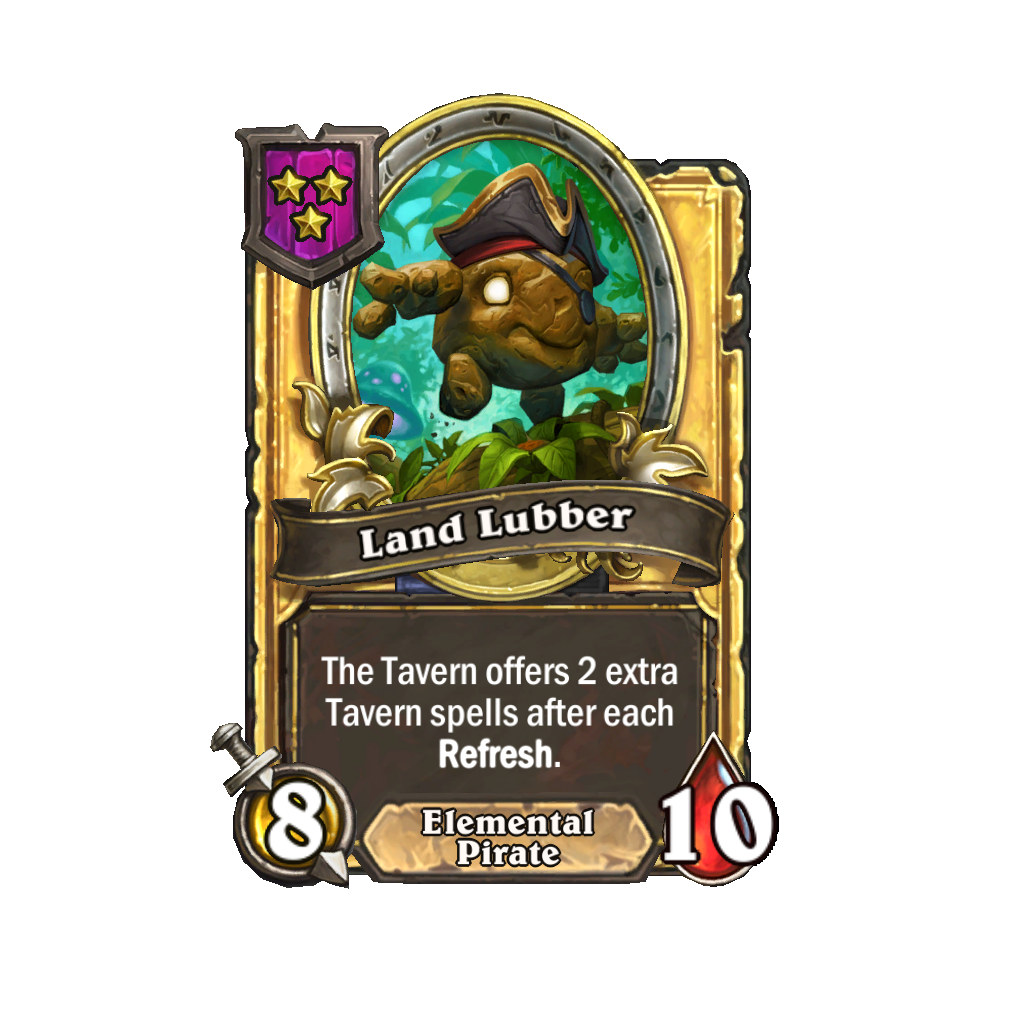 Land Lubber
The Tavern offers 2 extra
Tavern spells after each
Refresh.
8
Elemental
Pirate
10